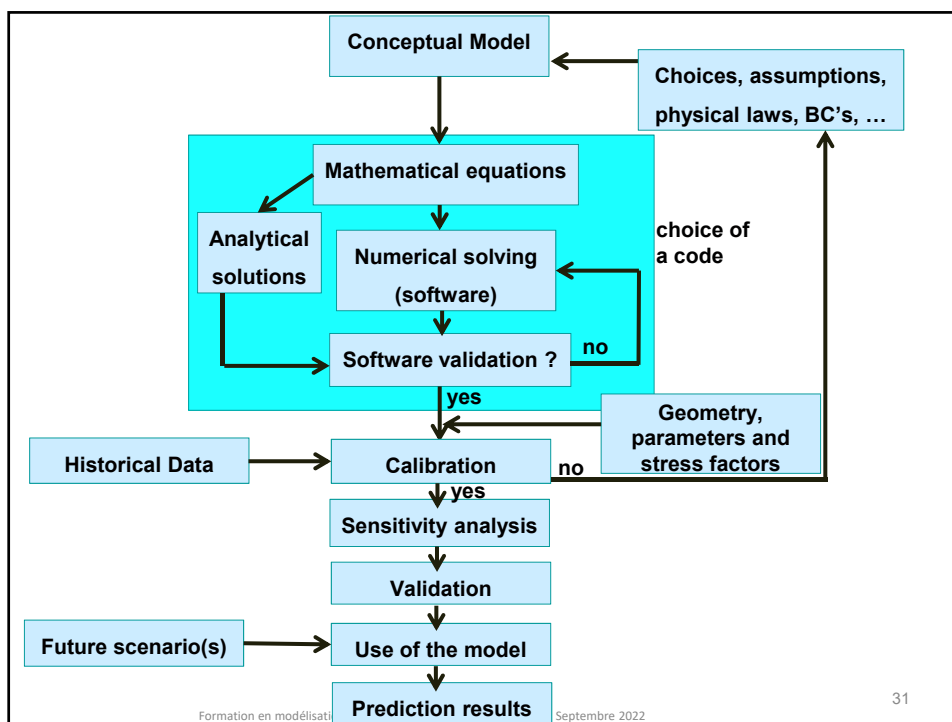 Conceptual Model
Choices, assumptions,
physical laws, BC's, …
Mathematical equations
Analytical
solutions
Numerical solving
(software)
choice of
a code
Software validation ?
no
yes
Geometry,
parameters and
stress factors
Historical Data
Calibration
no
yes
Sensitivity analysis
Validation
Future scenario(s)
Use of the model
Prediction results
Formation en modélisatio
Septembre 2022
31